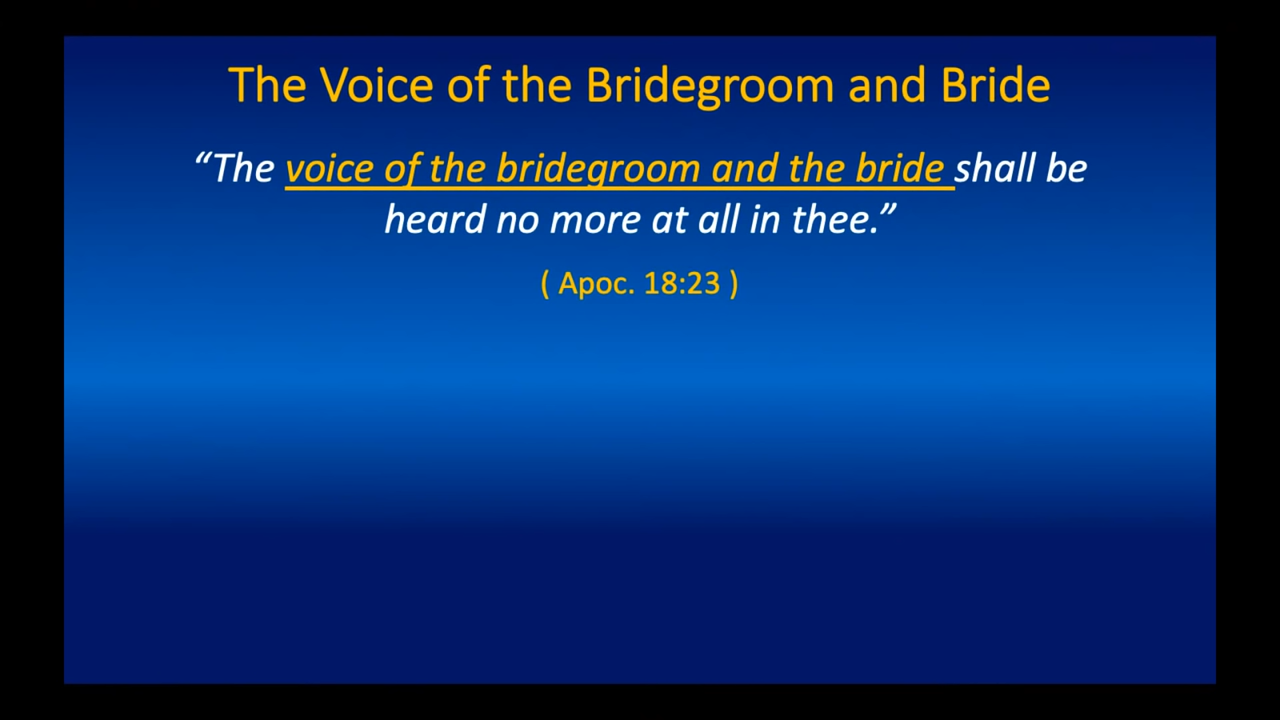 The Voice of the Bridegroom and Bride
“The voice of the bridegroom and the bride shall be
heard no more at all in thee.”
( Apoc. 18:23 )